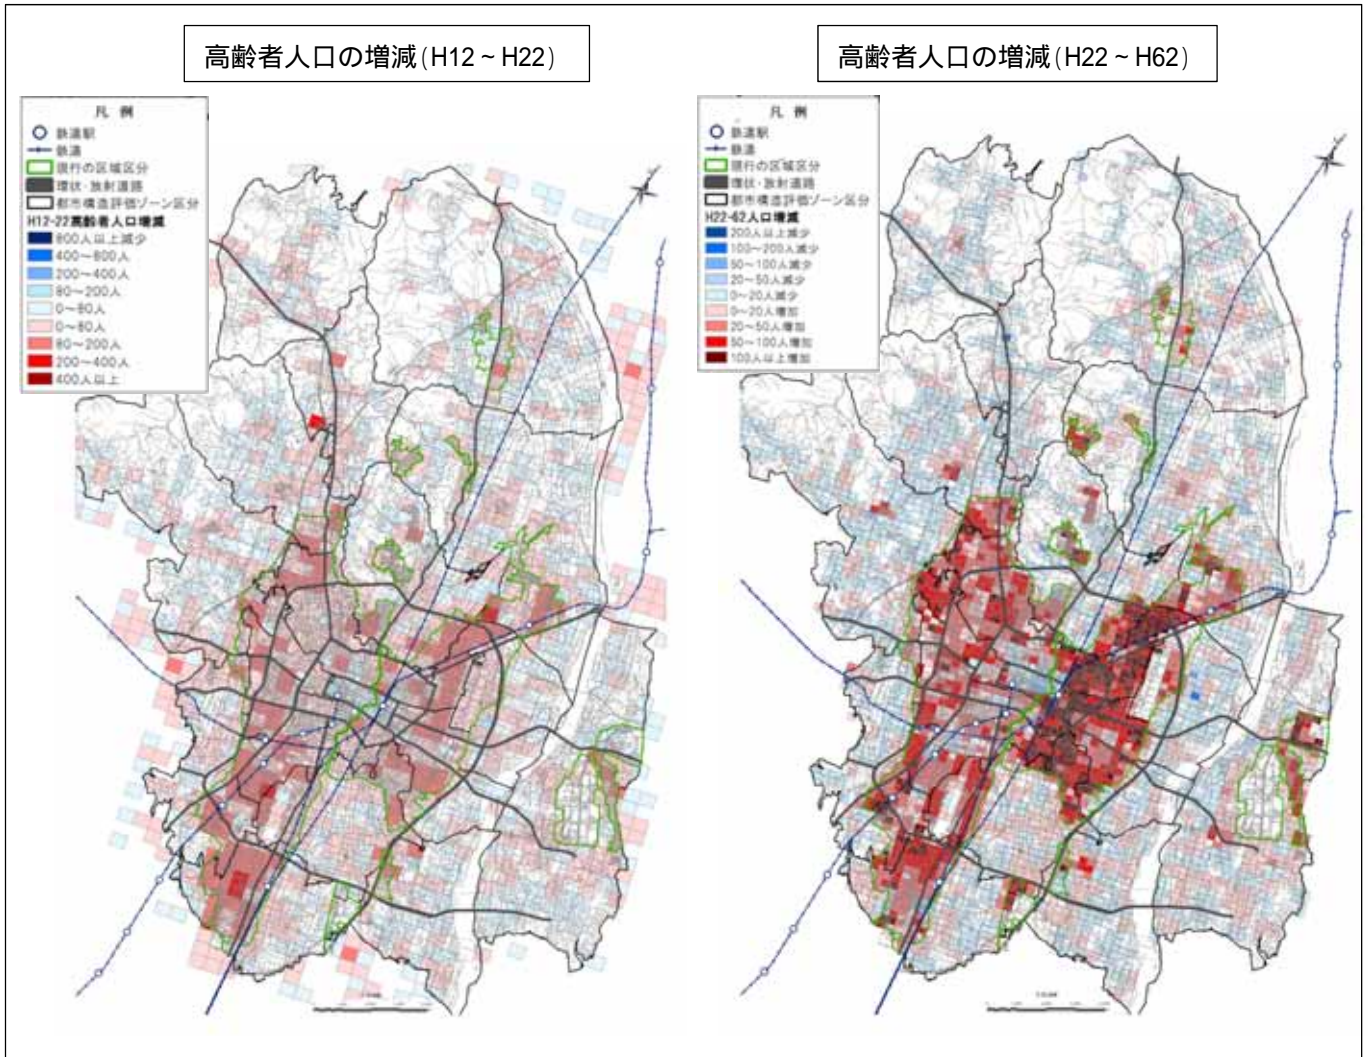 高齢者人口の増減(H12～H22)
凡 例
鉄道駅
鉄道
現行の区域区分
環状・放射道路
都市構造評価ゾーン区分
H12-22高齢者人口増減
800人以上減少
400～800人
200～400人
80～200人
0～80人
0～80人
80～200人
200～400人
400人以上
高齢者人口の増減(H22～H62)
凡 例
鉄道駅
鉄道
現行の区域区分
環状・放射道路
都市構造評価ゾーン区分
H22-62人口増減
200人以上減少
100～200人減少
50～100人減少
20～50人減少
0～20人減少
0～20人増加
20～50人増加
50～100人増加
100人以上増加